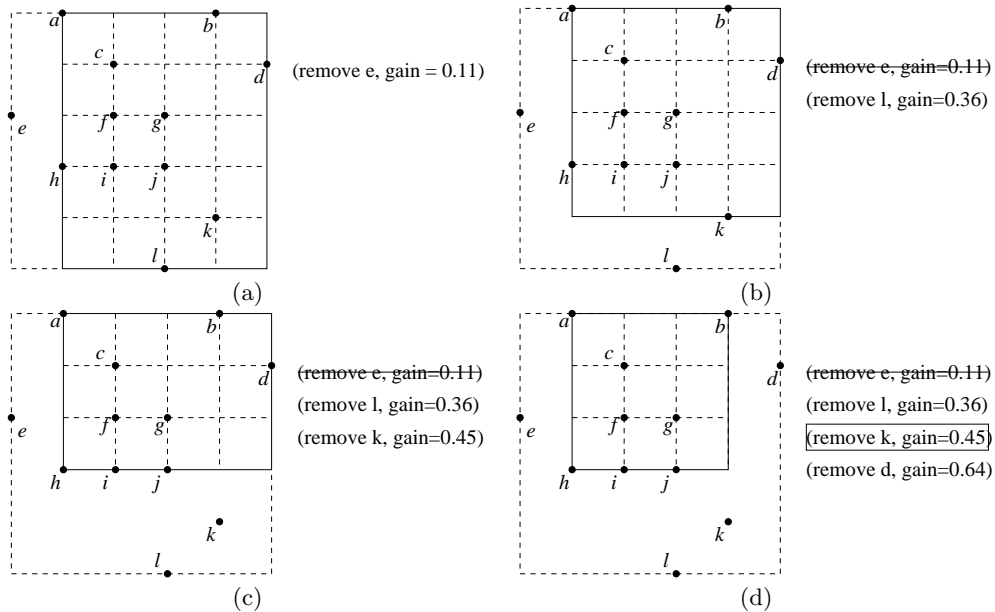 a
b
c
d
(remove e, gain = 0.11)
e
f
g
h
i
j
k
l
(a)
a
b
c
d
(remove e, gain=0.11)
(remove l, gain=0.36)
e
f
g
h
i
j
k
l
(b)
a
b
c
d
(remove e, gain=0.11)
(remove l, gain=0.36)
(remove k, gain=0.45)
e
f
g
h
i
j
k
l
(c)
a
b
c
d
(remove e, gain=0.11)
(remove l, gain=0.36)
(remove k, gain=0.45)
(remove d, gain=0.64)
e
f
g
h
i
j
k
l
(d)